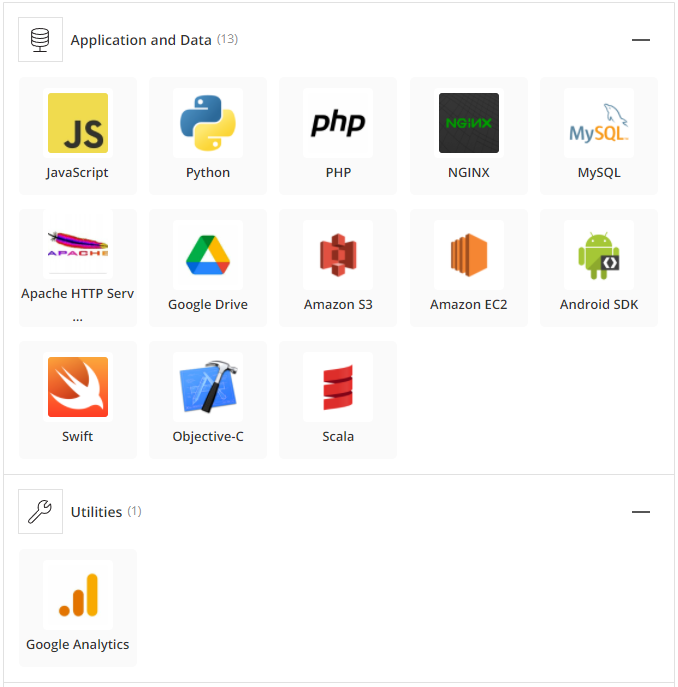 Application and Data (13)
JS
php
NGINX
MySQL
JavaScript
Python
PHP
NGINX
MySQL
APACHE
Apache HTTP Serv
...
Google Drive
Amazon S3
Amazon EC2
Android SDK
Swift
Objective-C
Scala
Utilities (1)
Google Analytics